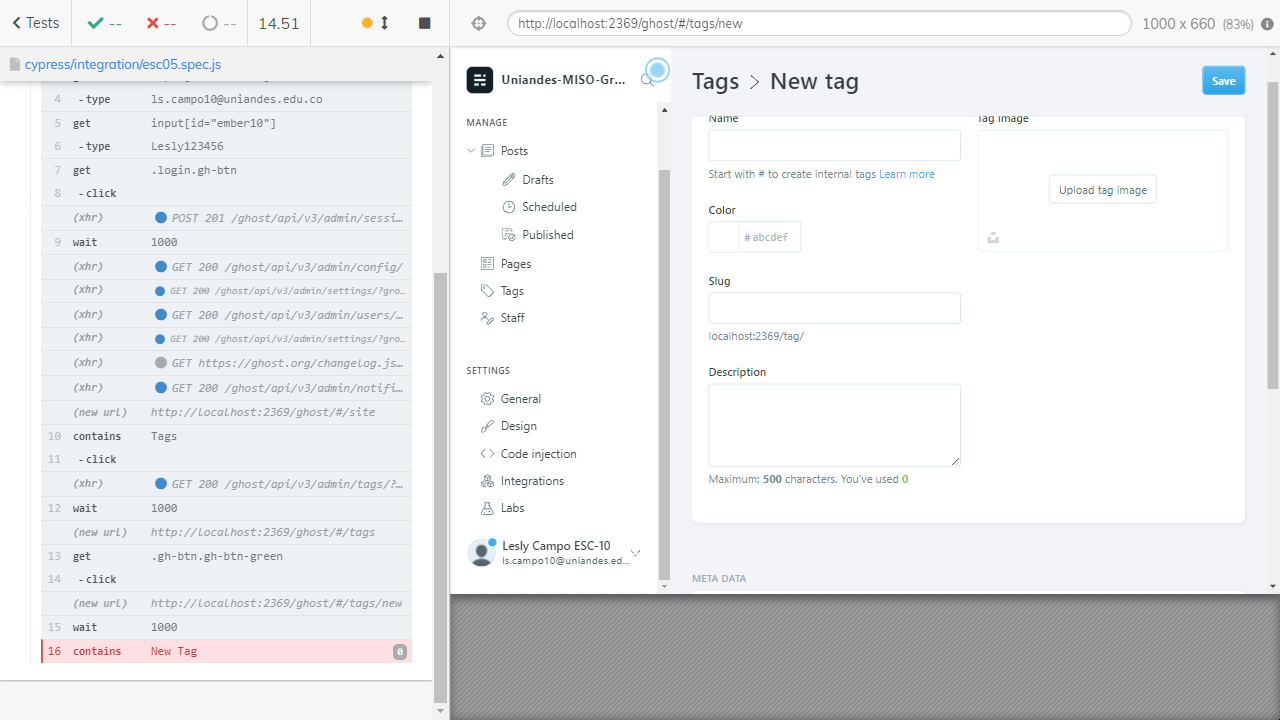 Tests
--
--
--
14.51
cypress/integration/esc05.spec.js
4 -type ls.campo10@uniandes.edu.co
5 get input[id="ember10"]
6 -type Lesly123456
7 get .login.gh-btn
8 -click
(xhr) POST 201 /ghost/api/v3/admin/sessi...
9 wait 1000
(xhr) GET 200 /ghost/api/v3/admin/config/
(xhr) GET 200 /ghost/api/v3/admin/settings/?gro...
(xhr) GET 200 /ghost/api/v3/admin/users/...
(xhr) GET 200 /ghost/api/v3/admin/settings/?gro...
(xhr) GET https://ghost.org/changelog.js...
(xhr) GET 200 /ghost/api/v3/admin/notifi...
(new url) http://localhost:2369/ghost/#/site
10 contains Tags
11 -click
(xhr) GET 200 /ghost/api/v3/admin/tags/?...
12 wait 1000
(new url) http://localhost:2369/ghost/#/tags
13 get .gh-btn.gh-btn-green
14 -click
(new url) http://localhost:2369/ghost/#/tags/new
15 wait 1000
16 contains New Tag 0
http://localhost:2369/ghost/#/tags/new
1000 x 660 (83%)
Uniandes-MISO-Gr...
MANAGE
Posts
Drafts
Scheduled
Published
Pages
Tags
Staff
SETTINGS
General
Design
Code injection
Integrations
Labs
Lesly Campo ESC-10
ls.campo10@uniandes.ed...
Tags > New tag
Save
Name
Start with # to create internal tags Learn more
Color
# abcdef
Slug
localhost:2369/tag/
Description
Maximum: 500 characters. You've used 0
Tag image
Upload tag image
META DATA